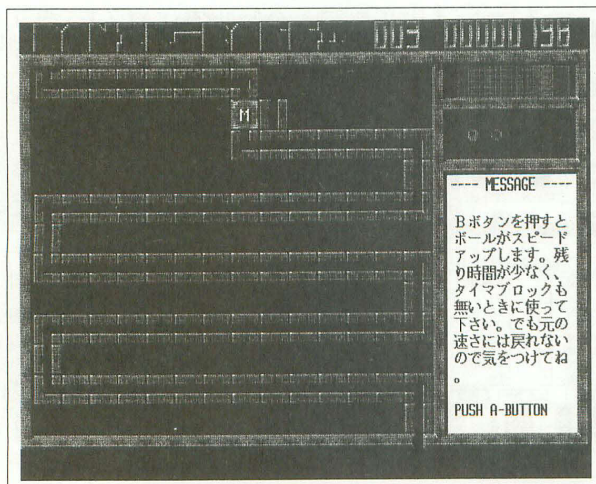 009 00000198
M
---- MESSAGE ----
Bボタンを押すと
ボールがスピード
アップします。残
り時間が少なく、
タイマブロックも
無いときに使って
下さい。でも元の
速さには戻れない
ので気をつけてね
。
PUSH A-BUTTON